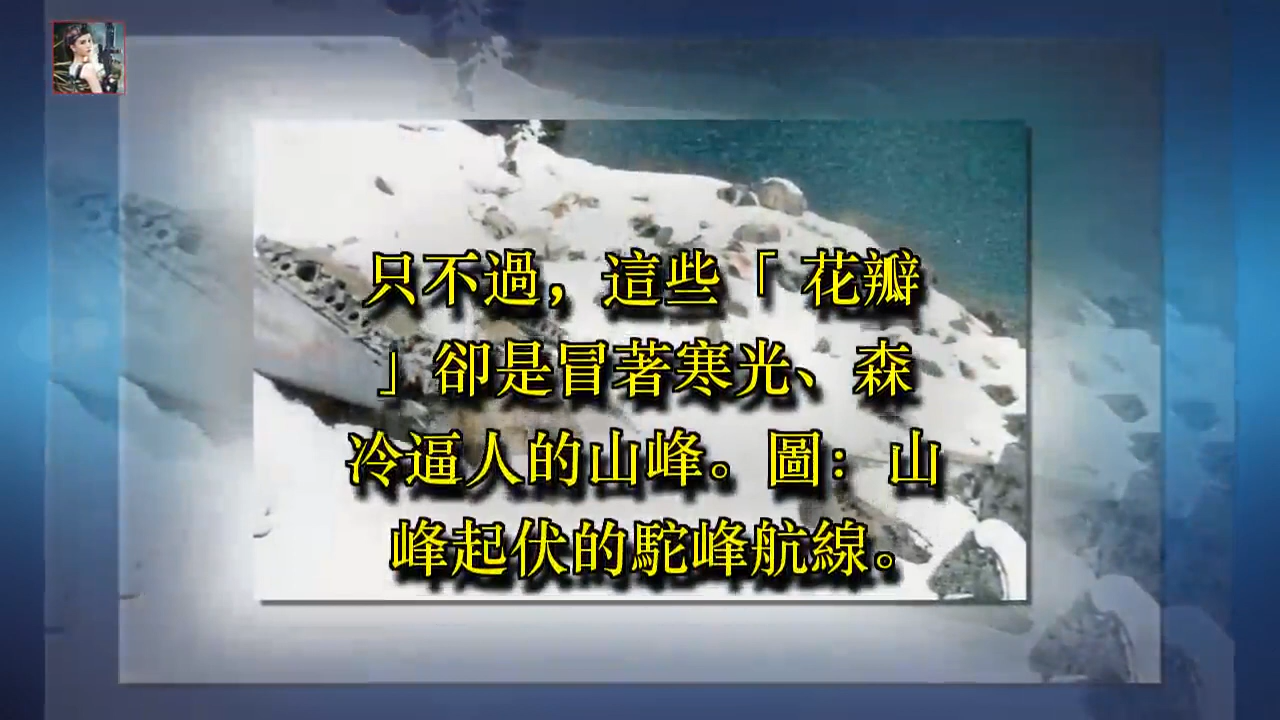 只不過，這些「 花瓣
」卻是冒著寒光、森
冷逼人的山峰。圖：山
峰起伏的駝峰航線。